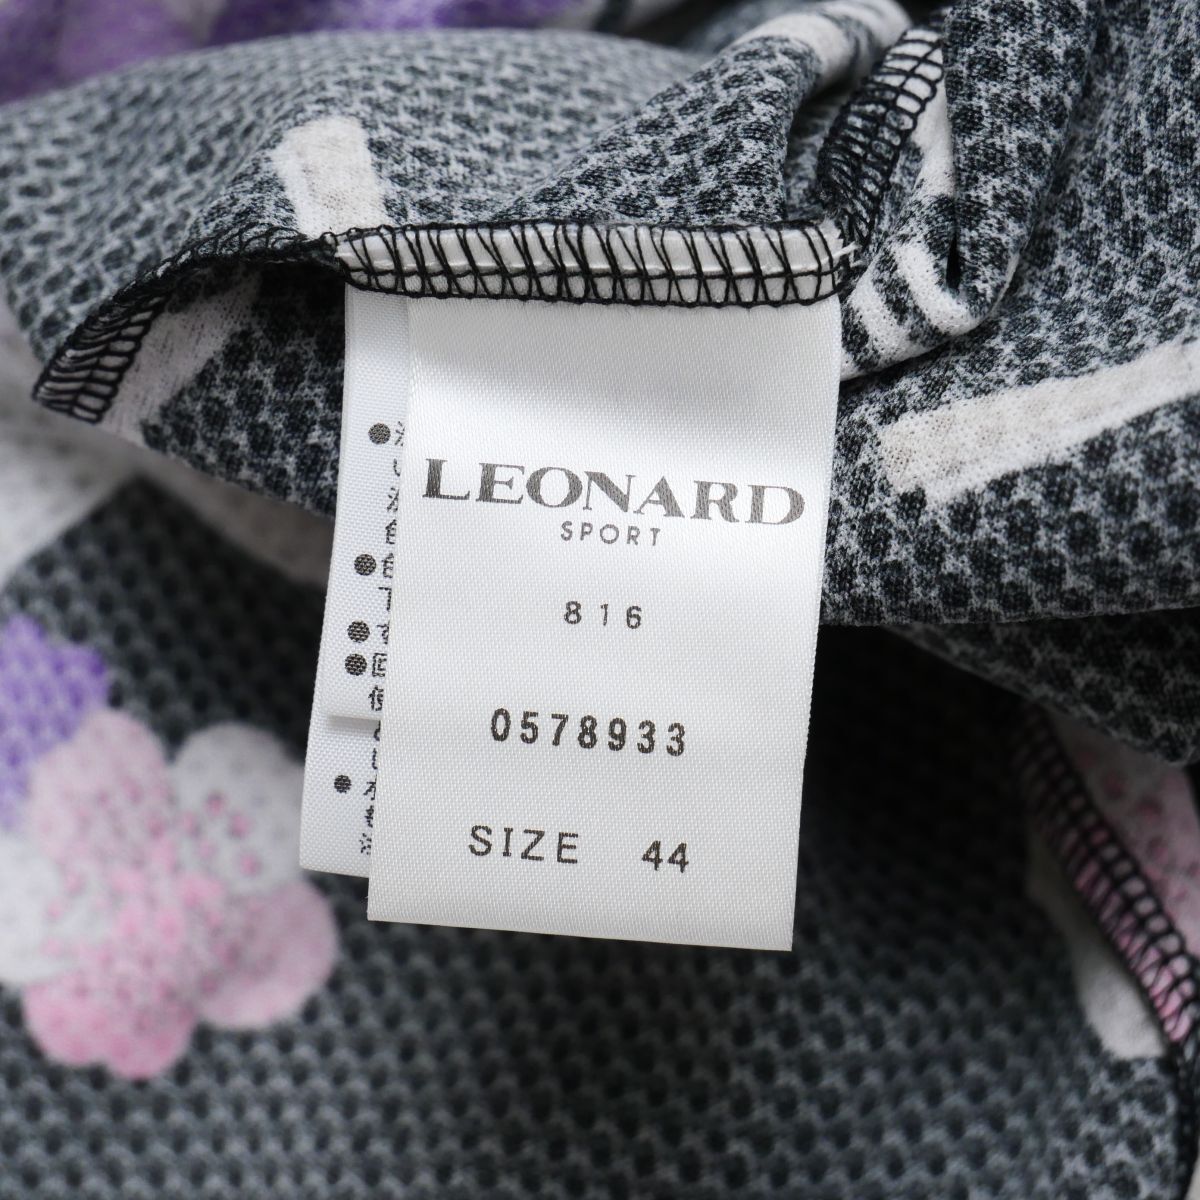 LEONARD
SPORT
816
0578933
SIZE 44